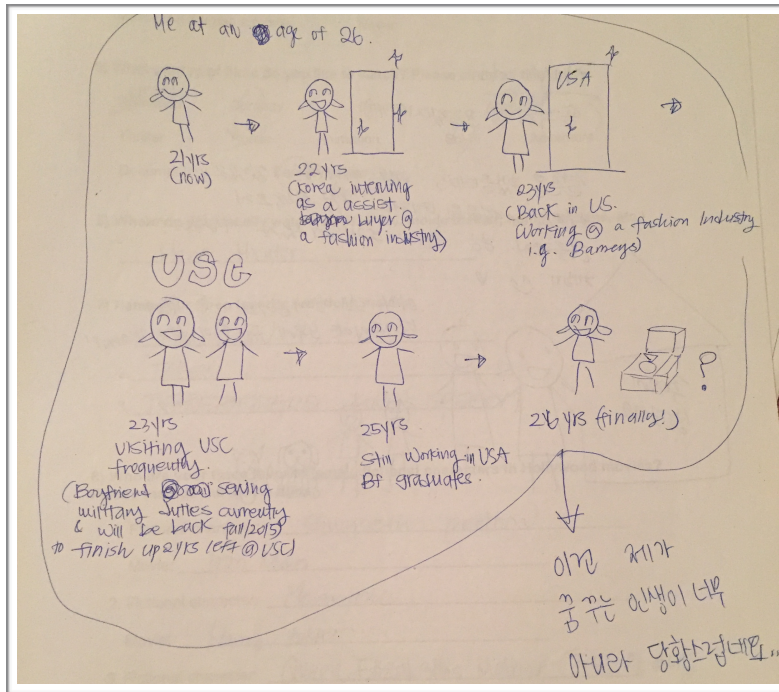 Me at an age of 26.
21yrs
(now)
22yrs
(Korea interning
as a assist.
buyer @
a fashion industry)
USA
23yrs
(Back in US.
Working @ a fashion Industry
i.g. Barneys)
USC
23yrs
Visiting USC
frequently.
(Boyfriend serving
military duties currently
& will be back fall/2015)
to finish up 2yrs left @ USC)
25yrs
Still working in USA
Bf graduates.
26 yrs (finally!)
?
이건 제가
꿈꾸는 인생이 너무
아니라 당황스럽네요..